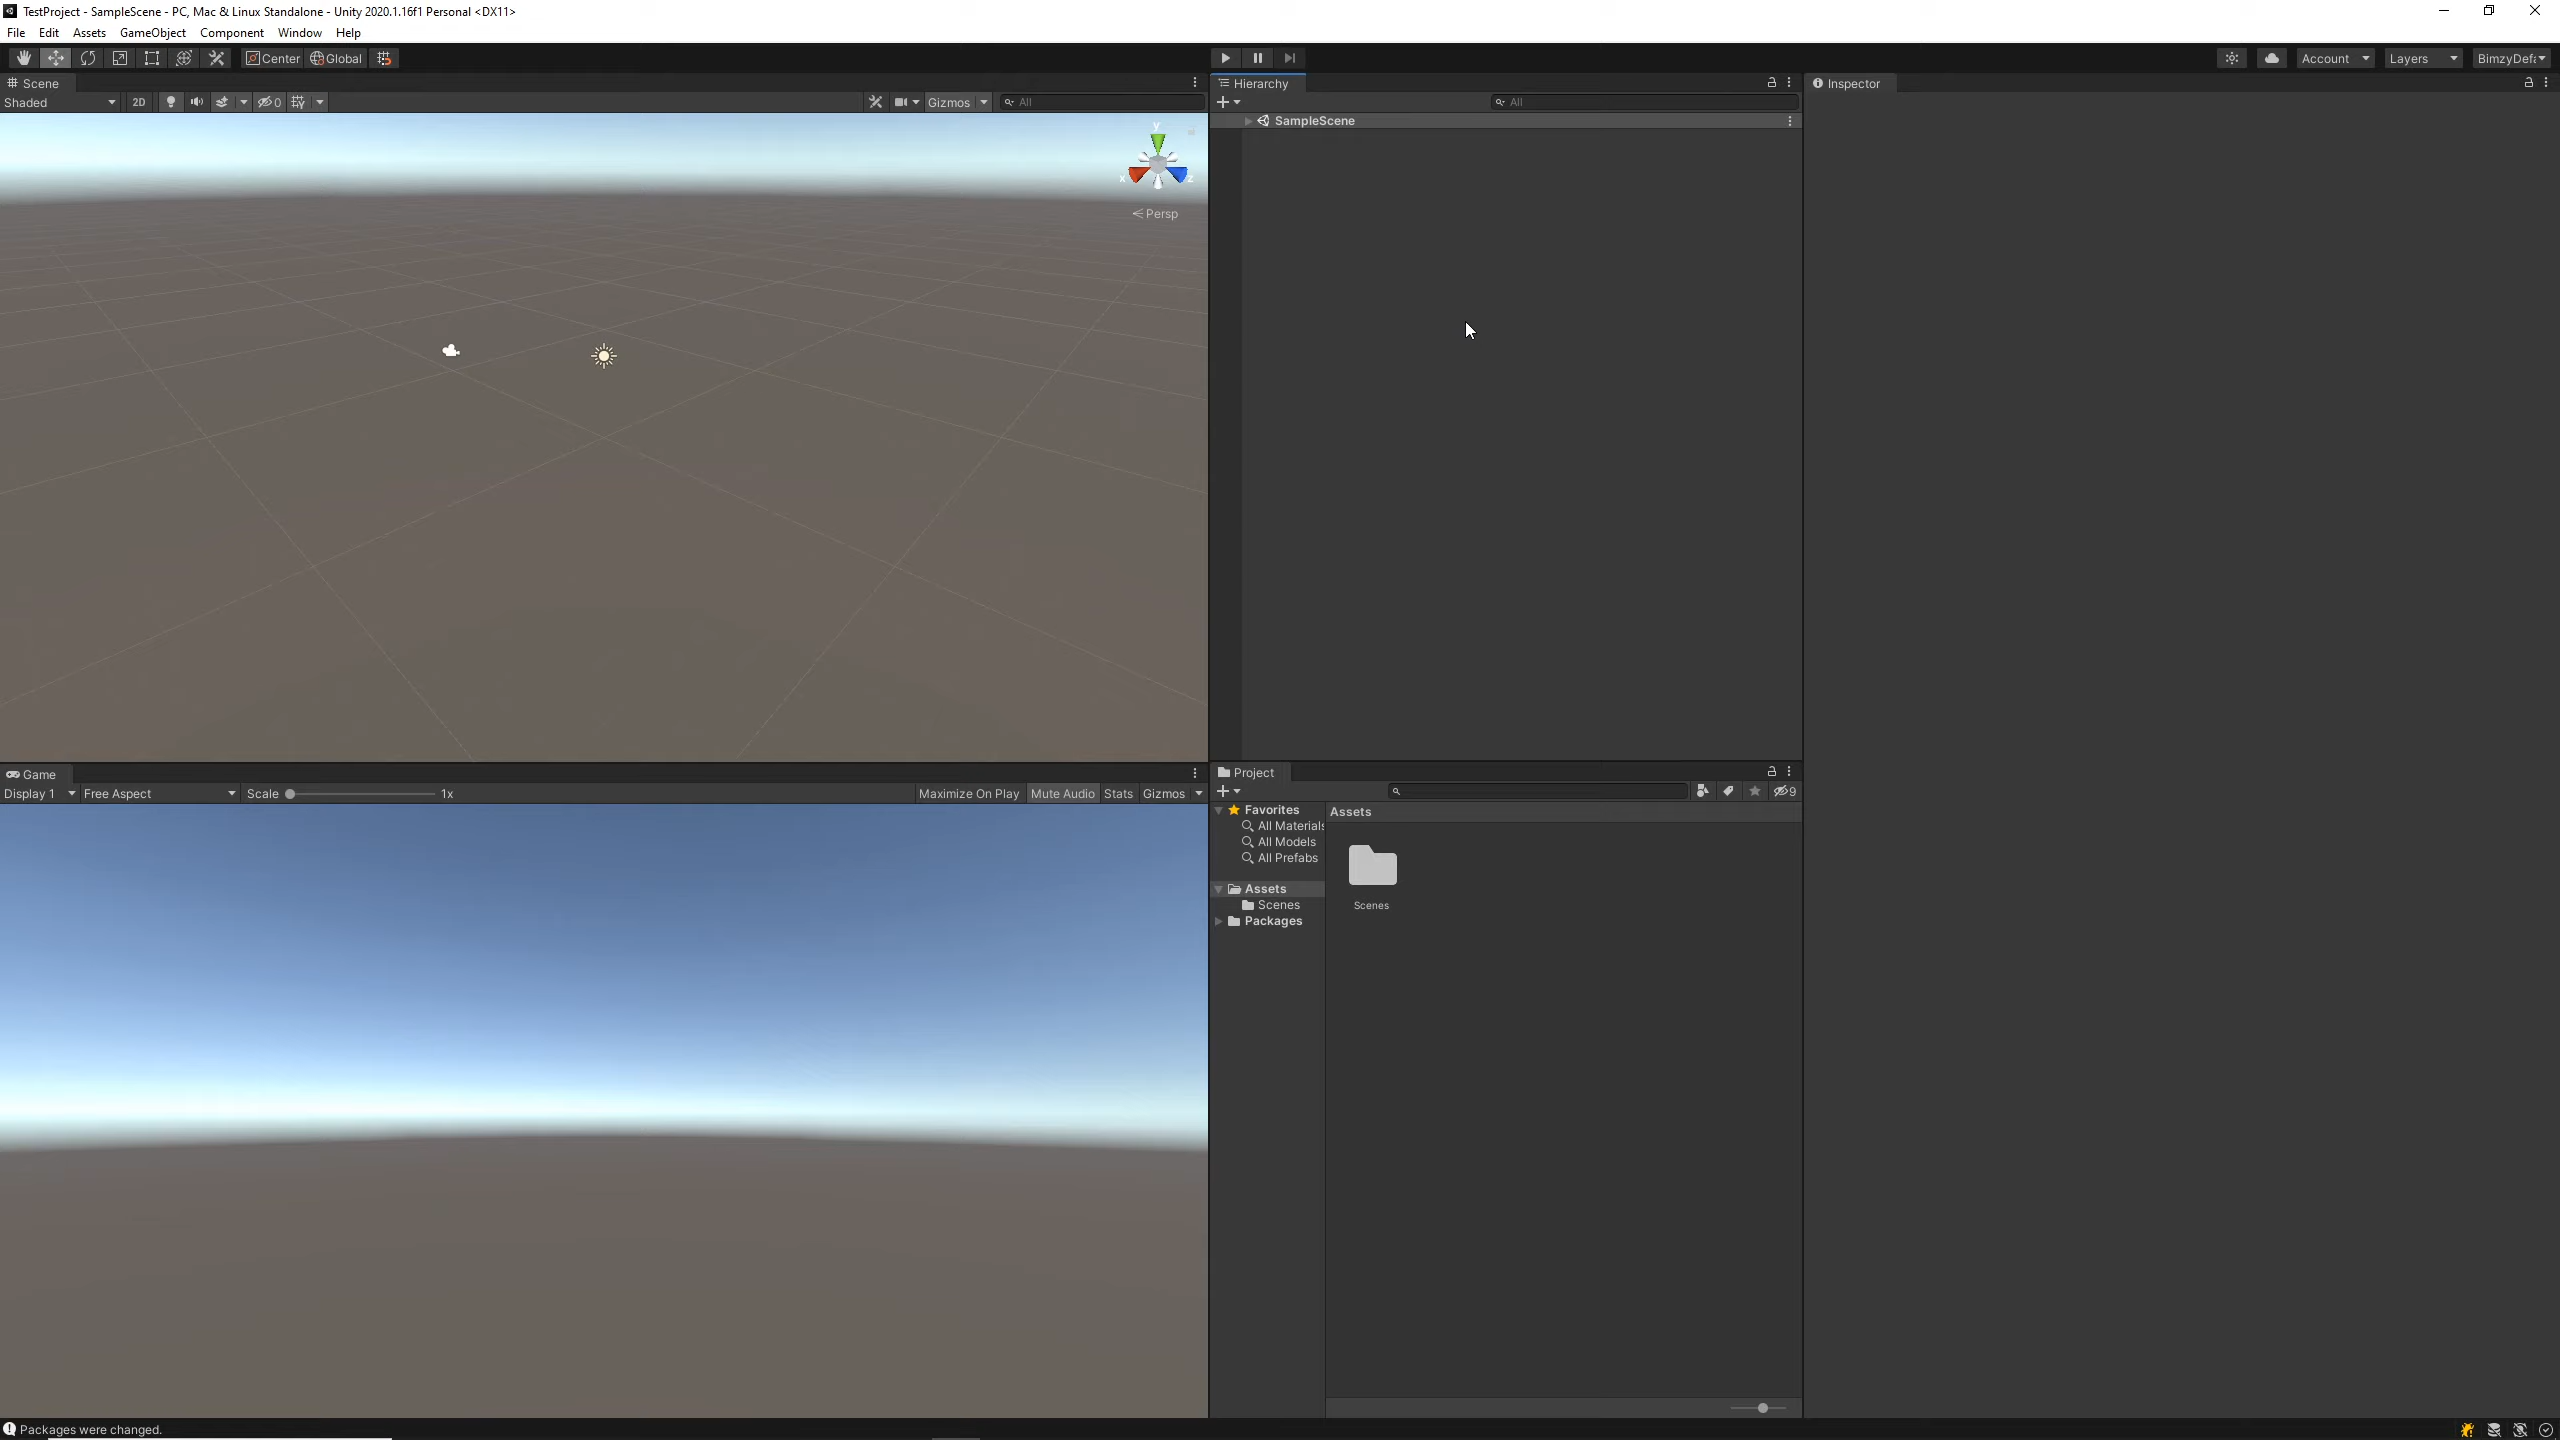 TestProject - SampleScene - PC, Mac & Linux Standalone - Unity 2020.1.16f1 Personal <DX11>
File Edit Assets GameObject Component Window Help
Center Global Account Layers BimzyDefa
Scene
Shaded 2D 0 Gizmos All
y
x z
Persp
Hierarchy
All
SampleScene
Inspector
Game
Display 1 Free Aspect Scale 1x Maximize On Play Mute Audio Stats Gizmos
Project
9
Favorites
All Materials
All Models
All Prefabs
Assets
Scenes
Packages
Assets
Scenes
Packages were changed.